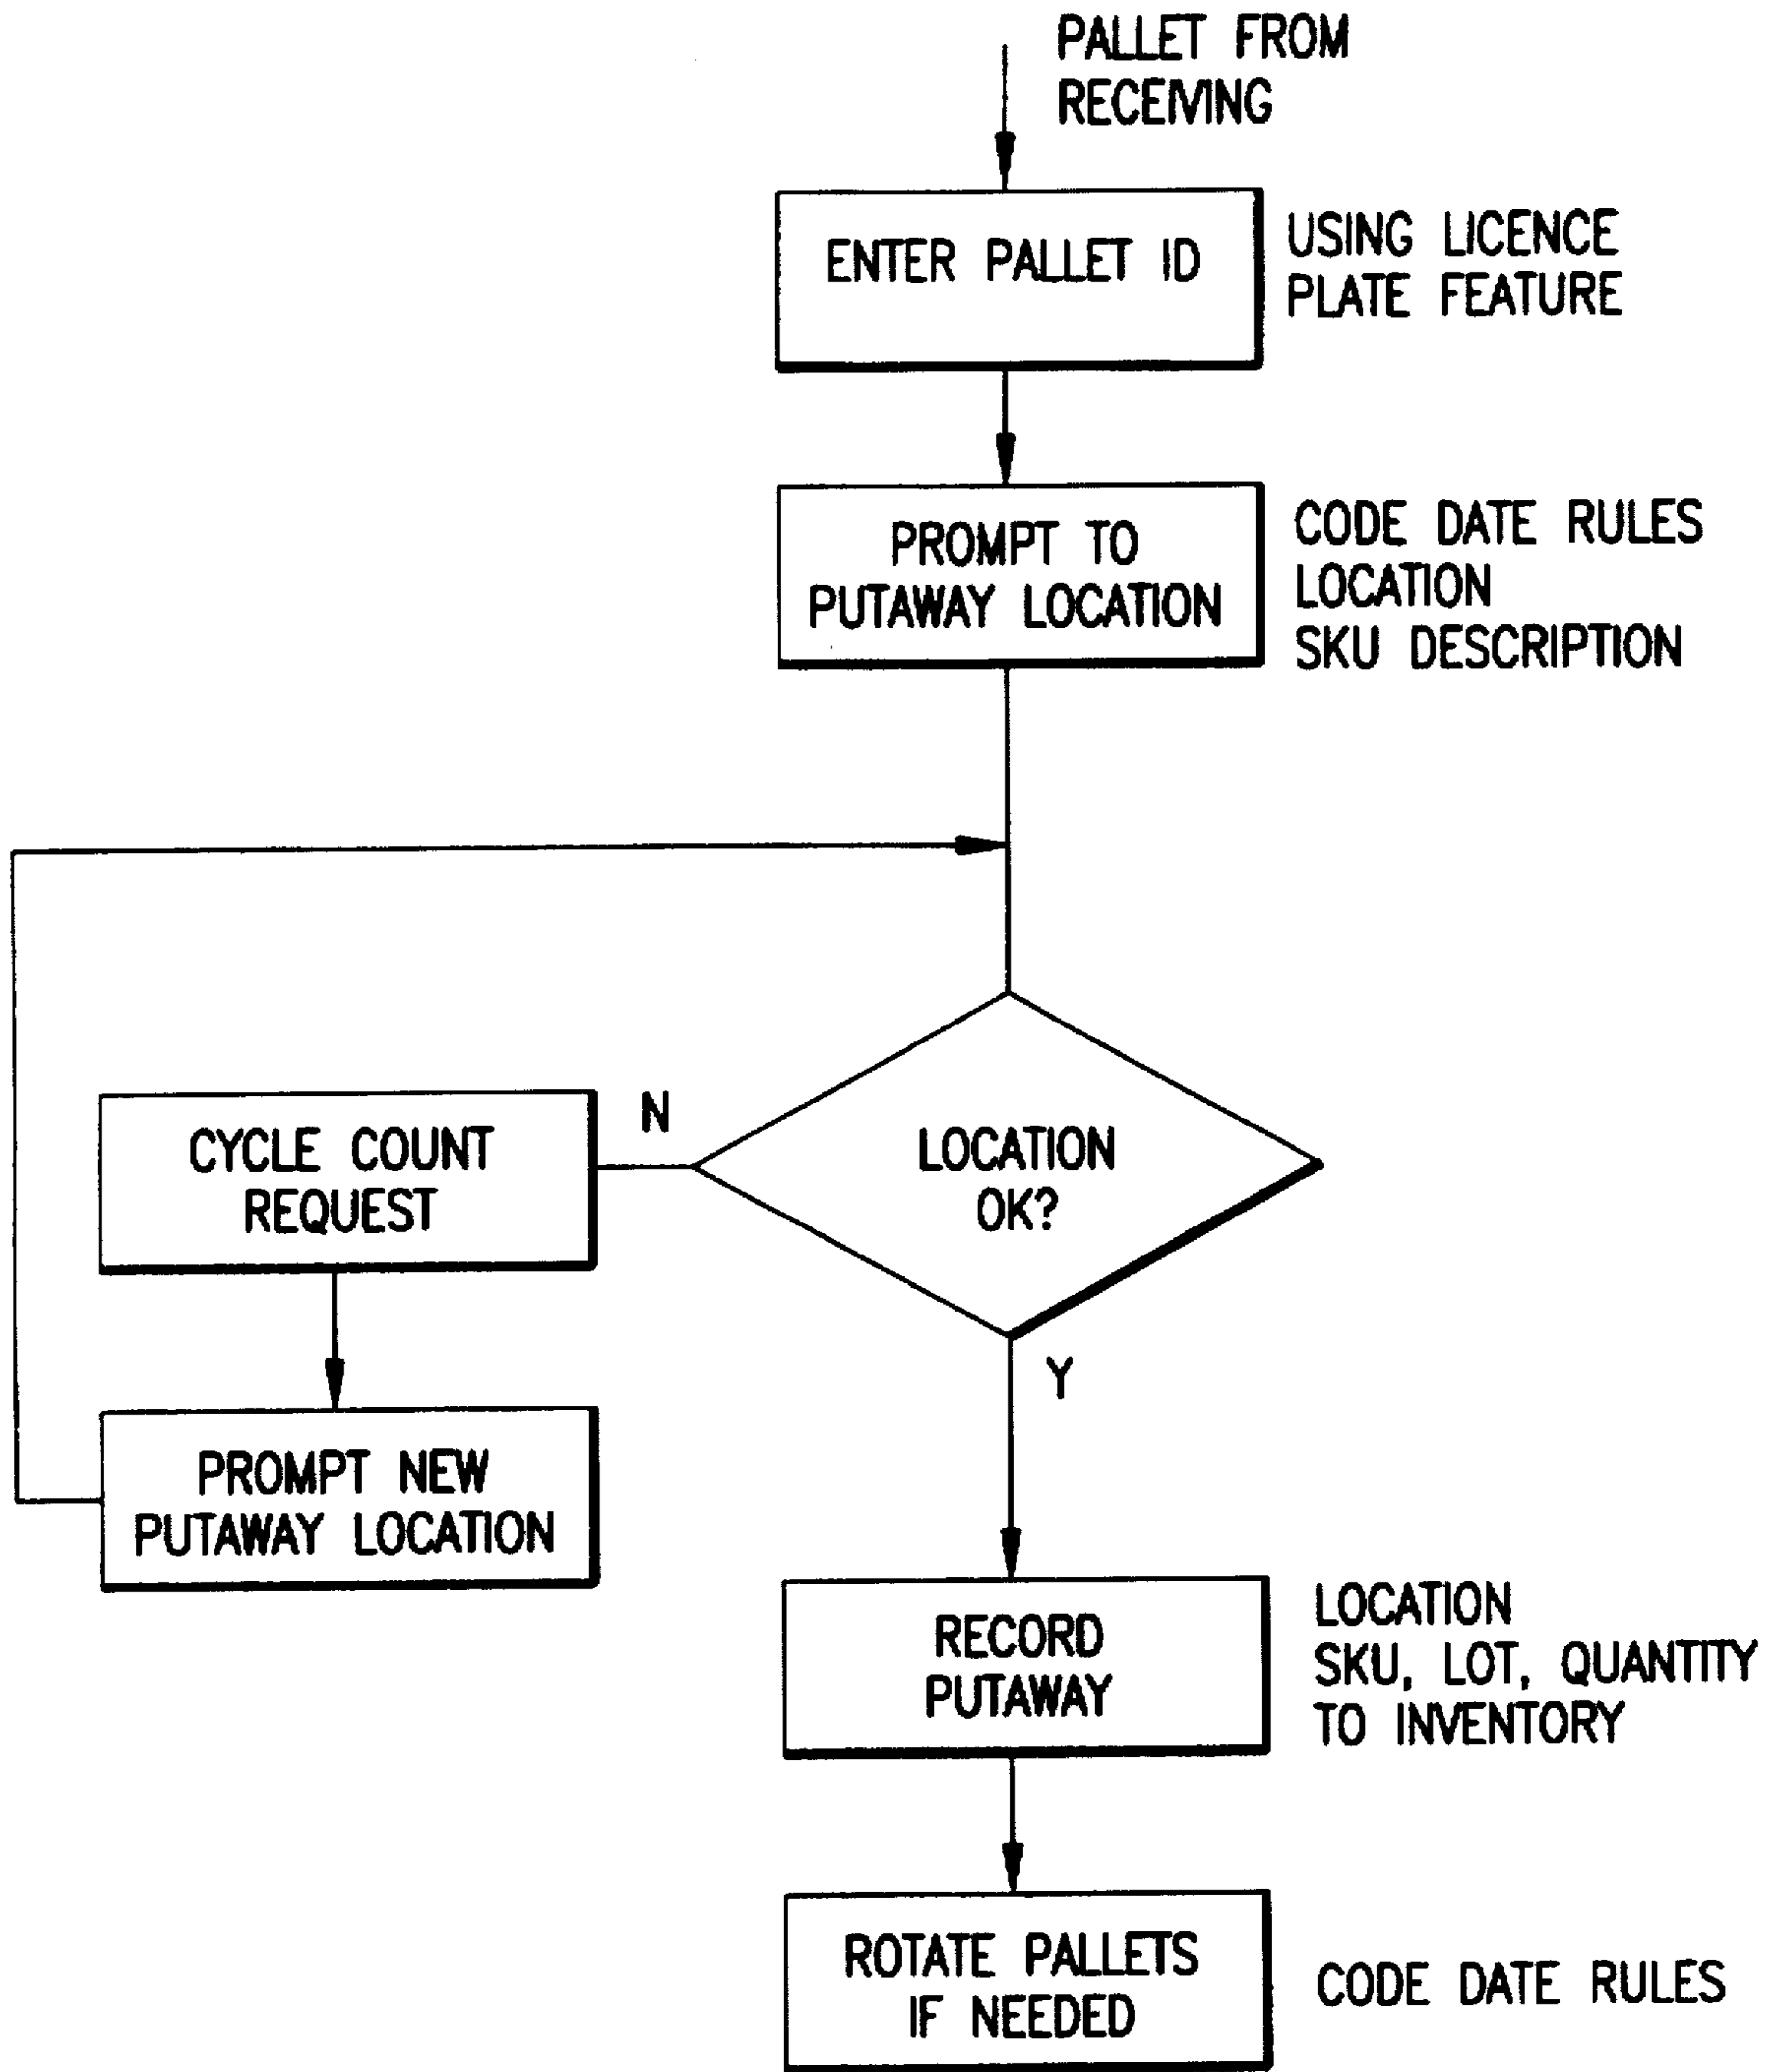 PALLET FROM
RECEIVING
ENTER PALLET ID
USING LICENCE
PLATE FEATURE
PROMPT TO
PUTAWAY LOCATION
CODE DATE RULES
LOCATION
SKU DESCRIPTION
LOCATION
OK?
N
CYCLE COUNT
REQUEST
Y
PROMPT NEW
PUTAWAY LOCATION
RECORD
PUTAWAY
LOCATION
SKU, LOT, QUANTITY
TO INVENTORY
ROTATE PALLETS
IF NEEDED
CODE DATE RULES